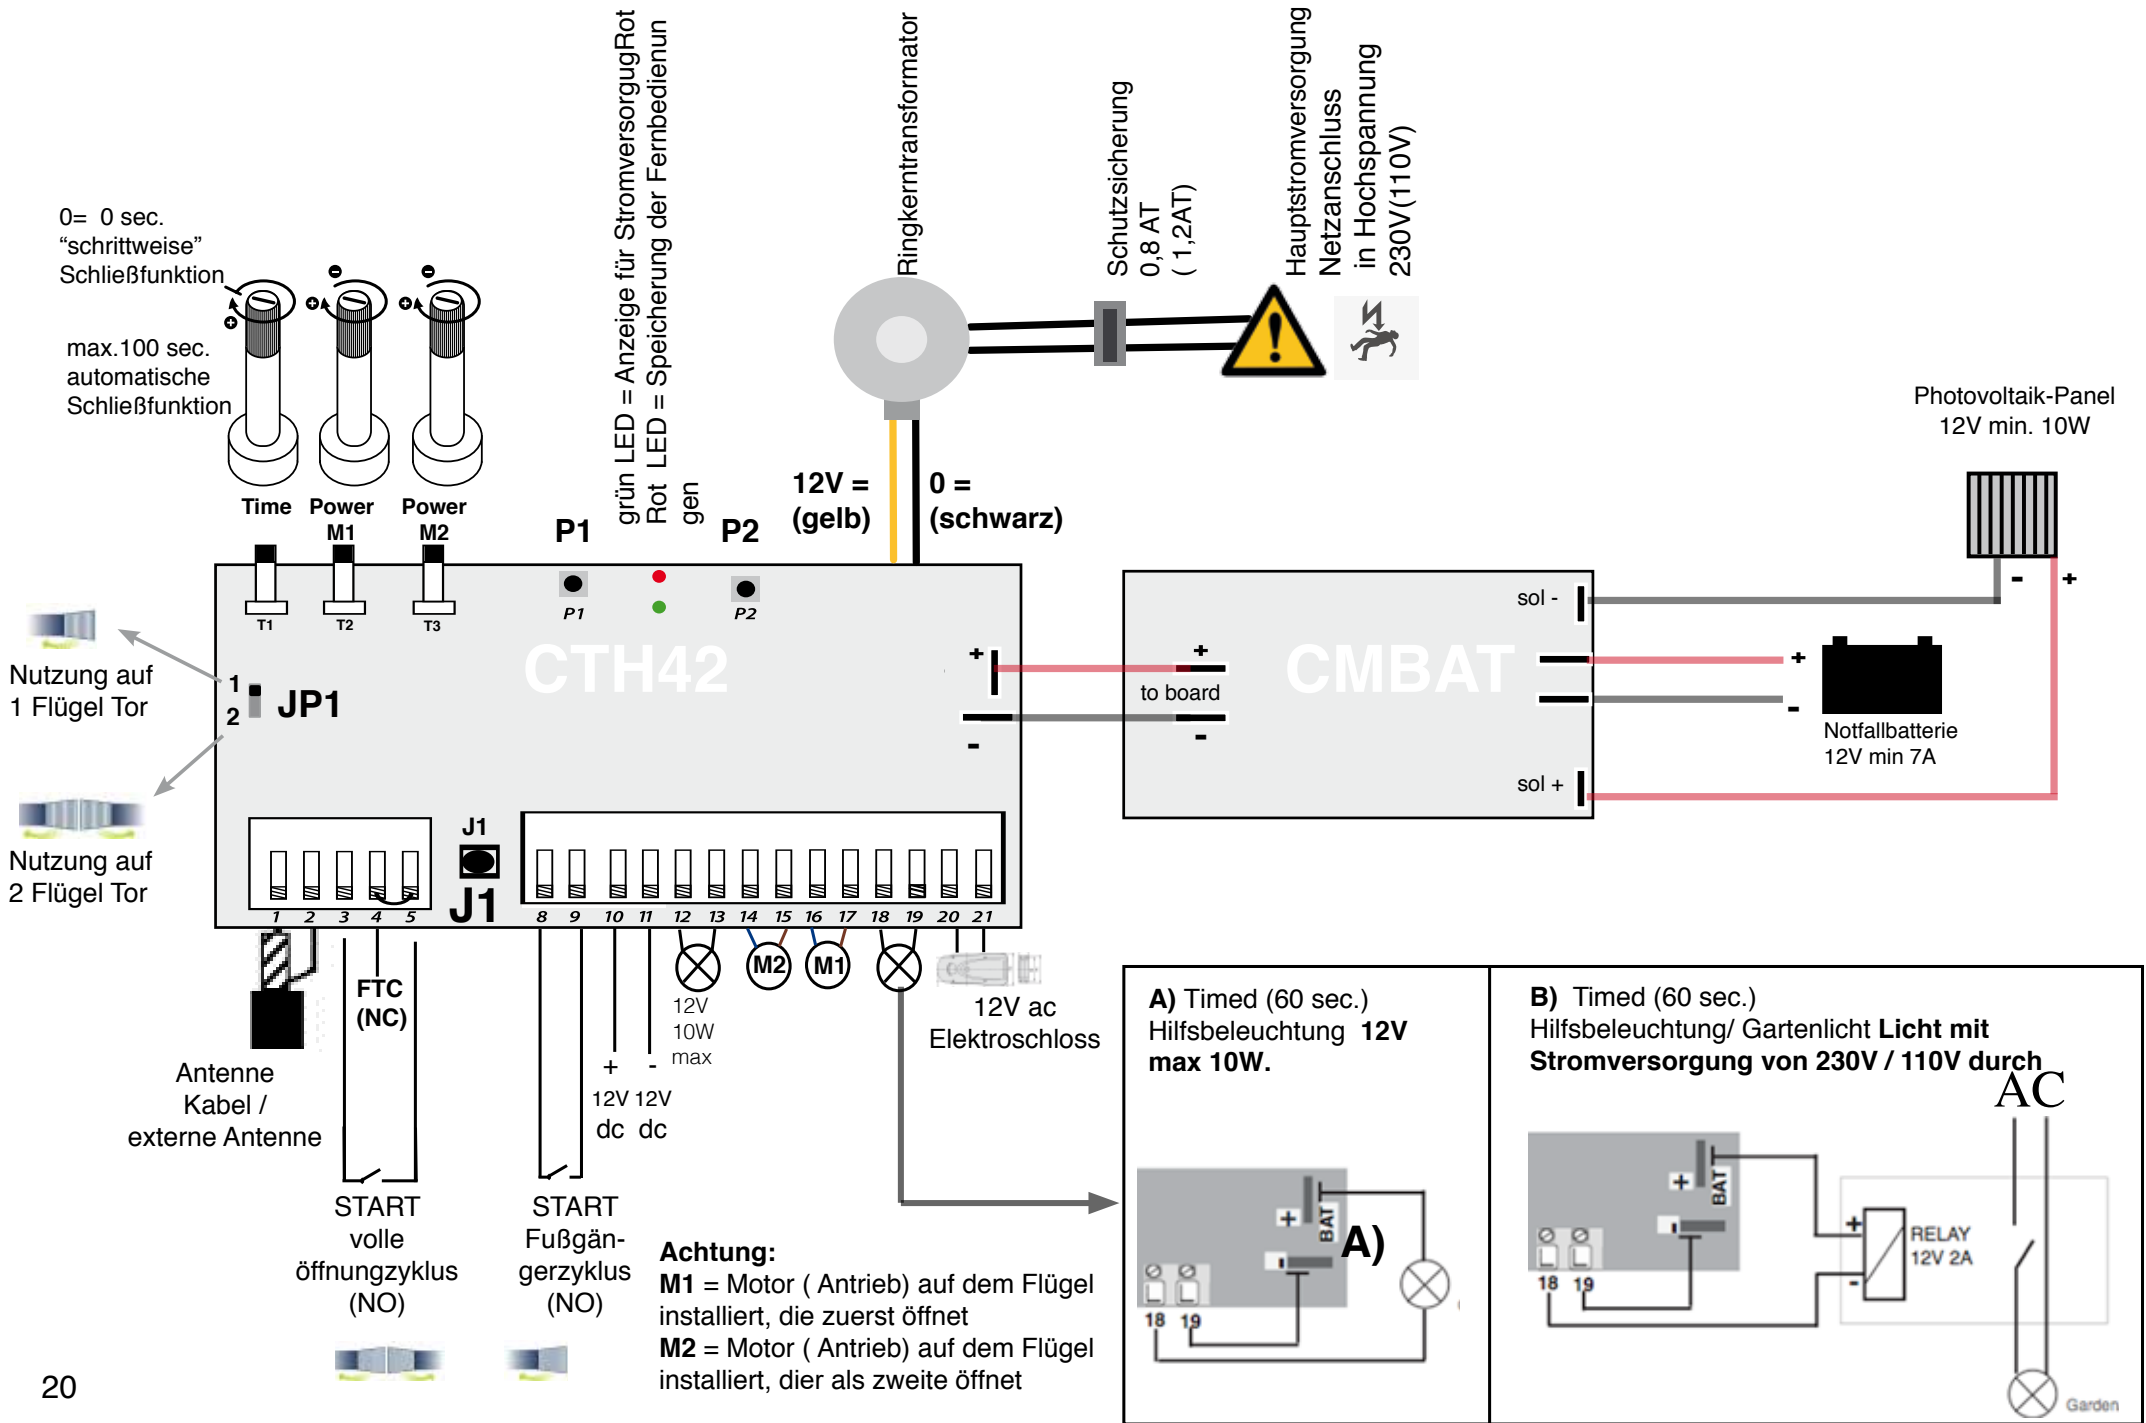 0= 0 sec.
“schrittweise”
Schließfunktion
max.100 sec.
automatische
Schließfunktion
Time
Power
M1
Power
M2
grün LED = Anzeige für StromversorgugRot
Rot LED = Speicherung der Fernbedienun
gen
P1
P2
Ringkerntransformator
Schutzsicherung
0,8 AT
( 1,2AT)
Hauptstromversorgung
Netzanschluss
in Hochspannung
230V(110V)
12V =
(gelb)
0 =
(schwarz)
Photovoltaik-Panel
12V min. 10W
- +
T1
T2
T3
P1
P2
CTH42
1
2
JP1
Nutzung auf
1 Flügel Tor
Nutzung auf
2 Flügel Tor
+
-
+
to board
-
CMBAT
sol -
sol +
+
-
Notfallbatterie
12V min 7A
J1
J1
1 2 3 4 5
8 9 10 11 12 13 14 15 16 17 18 19 20 21
FTC
(NC)
Antenne
Kabel /
externe Antenne
START
volle
öffnungzyklus
(NO)
START
Fußgän-
gerzyklus
(NO)
+ -
12V 12V
dc dc
12V
10W
max
M2
M1
12V ac
Elektroschloss
Achtung:
M1 = Motor ( Antrieb) auf dem Flügel
installiert, die zuerst öffnet
M2 = Motor ( Antrieb) auf dem Flügel
installiert, dier als zweite öffnet
A) Timed (60 sec.)
Hilfsbeleuchtung 12V
max 10W.
+
BAT
-
A)
18 19
B) Timed (60 sec.)
Hilfsbeleuchtung/ Gartenlicht Licht mit
Stromversorgung von 230V / 110V durch
AC
+
BAT
-
18 19
+
-
RELAY
12V 2A
Garden
20